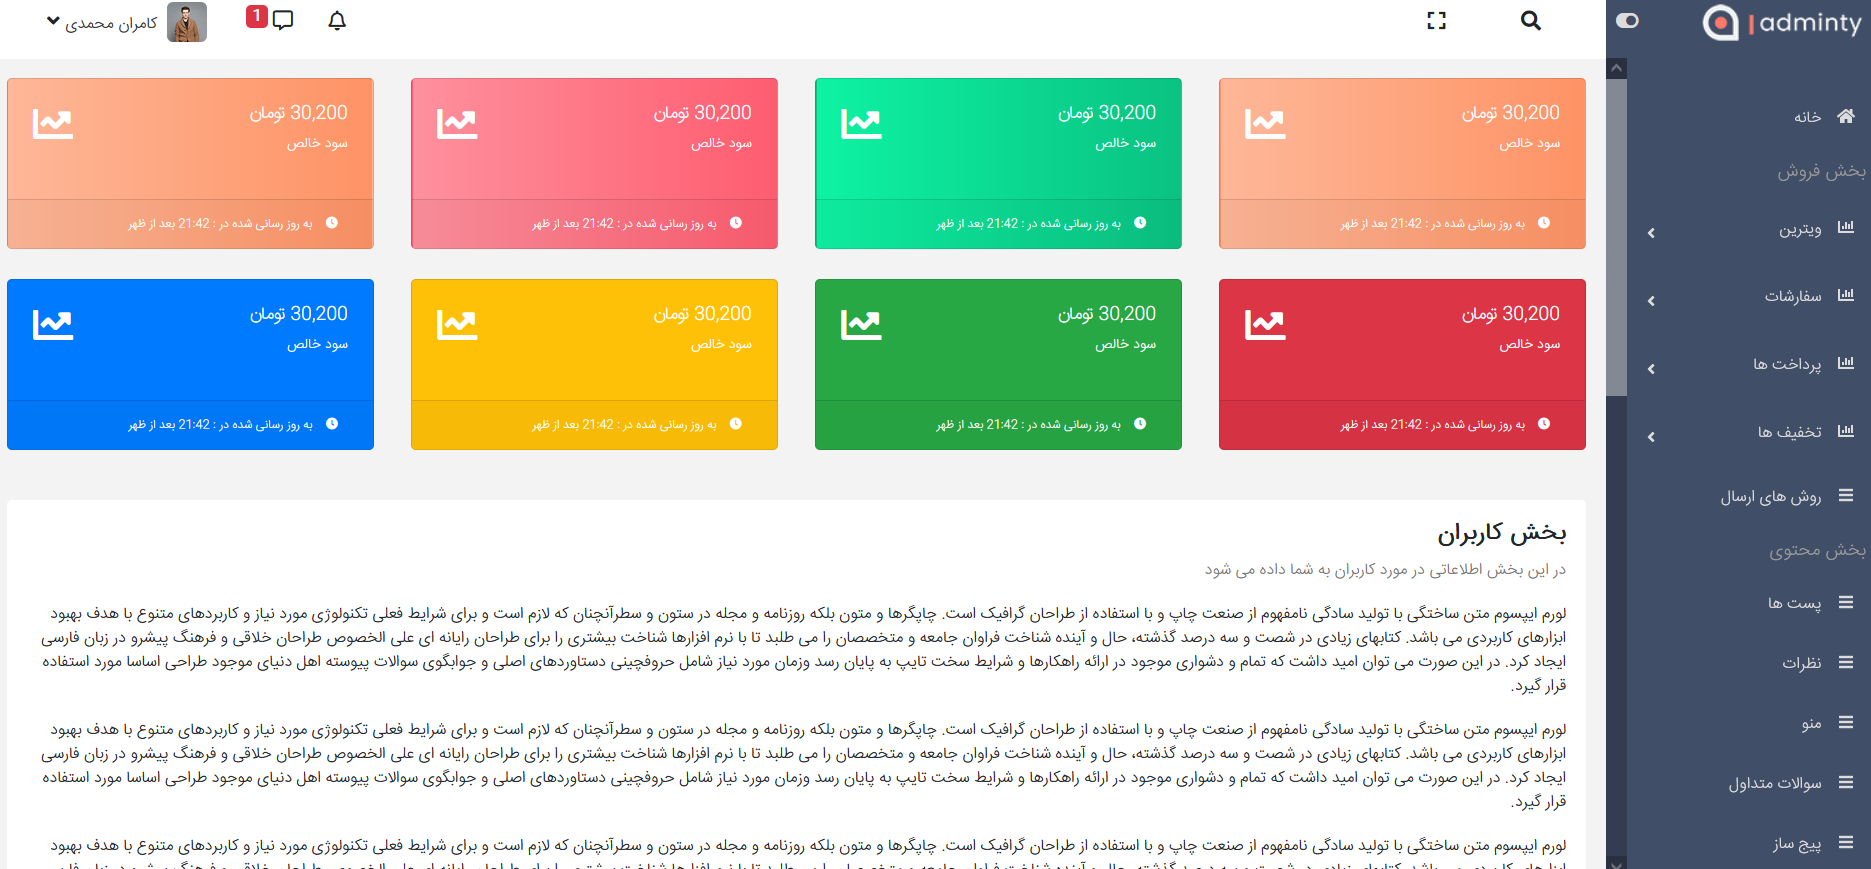 adminty
1
کامران محمدی
خانه
بخش فروش
ویترین
سفارشات
پرداخت ها
تخفیف ها
روش های ارسال
بخش محتوی
پست ها
نظرات
منو
سوالات متداول
پیج ساز
30,200 تومان
سود خالص
به روز رسانی شده در : 21:42 بعد از ظهر
30,200 تومان
سود خالص
به روز رسانی شده در : 21:42 بعد از ظهر
30,200 تومان
سود خالص
به روز رسانی شده در : 21:42 بعد از ظهر
30,200 تومان
سود خالص
به روز رسانی شده در : 21:42 بعد از ظهر
30,200 تومان
سود خالص
به روز رسانی شده در : 21:42 بعد از ظهر
30,200 تومان
سود خالص
به روز رسانی شده در : 21:42 بعد از ظهر
30,200 تومان
سود خالص
به روز رسانی شده در : 21:42 بعد از ظهر
30,200 تومان
سود خالص
به روز رسانی شده در : 21:42 بعد از ظهر
بخش کاربران
در این بخش اطلاعاتی در مورد کاربران به شما داده می شود
لورم ایپسوم متن ساختگی با تولید سادگی نامفهوم از صنعت چاپ و با استفاده از طراحان گرافیک است. چاپگرها و متون بلکه روزنامه و مجله در ستون و سطرآنچنان که لازم است و برای شرایط فعلی تکنولوژی مورد نیاز و کاربردهای متنوع با هدف بهبود
ابزارهای کاربردی می باشد. کتابهای زیادی در شصت و سه درصد گذشته، حال و آینده شناخت فراوان جامعه و متخصصان را می طلبد تا با نرم افزارها شناخت بیشتری را برای طراحان رایانه ای علی الخصوص طراحان خلاقی و فرهنگ پیشرو در زبان فارسی
ایجاد کرد. در این صورت می توان امید داشت که تمام و دشواری موجود در ارائه راهکارها و شرایط سخت تایپ به پایان رسد وزمان مورد نیاز شامل حروفچینی دستاوردهای اصلی و جوابگوی سوالات پیوسته اهل دنیای موجود طراحی اساسا مورد استفاده
قرار گیرد.
لورم ایپسوم متن ساختگی با تولید سادگی نامفهوم از صنعت چاپ و با استفاده از طراحان گرافیک است. چاپگرها و متون بلکه روزنامه و مجله در ستون و سطرآنچنان که لازم است و برای شرایط فعلی تکنولوژی مورد نیاز و کاربردهای متنوع با هدف بهبود
ابزارهای کاربردی می باشد. کتابهای زیادی در شصت و سه درصد گذشته، حال و آینده شناخت فراوان جامعه و متخصصان را می طلبد تا با نرم افزارها شناخت بیشتری را برای طراحان رایانه ای علی الخصوص طراحان خلاقی و فرهنگ پیشرو در زبان فارسی
ایجاد کرد. در این صورت می توان امید داشت که تمام و دشواری موجود در ارائه راهکارها و شرایط سخت تایپ به پایان رسد وزمان مورد نیاز شامل حروفچینی دستاوردهای اصلی و جوابگوی سوالات پیوسته اهل دنیای موجود طراحی اساسا مورد استفاده
قرار گیرد.
لورم ایپسوم متن ساختگی با تولید سادگی نامفهوم از صنعت چاپ و با استفاده از طراحان گرافیک است. چاپگرها و متون بلکه روزنامه و مجله در ستون و سطرآنچنان که لازم است و برای شرایط فعلی تکنولوژی مورد نیاز و کاربردهای متنوع با هدف بهبود